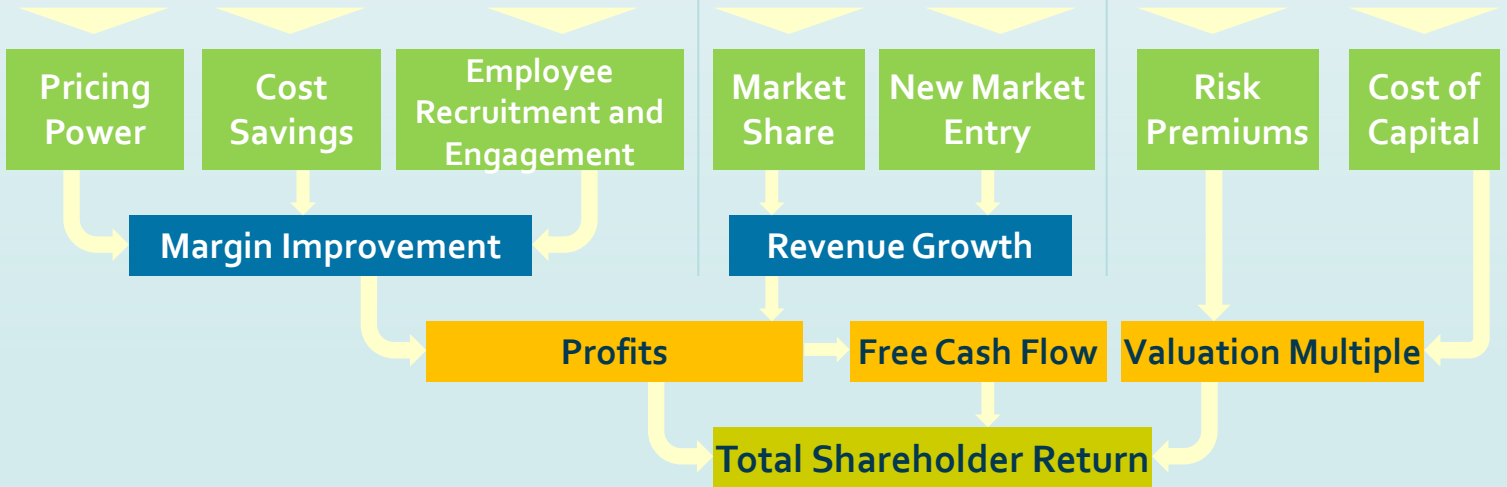 Pricing
Power
Cost
Savings
Employee
Recruitment and
Engagement
Market
Share
New Market
Entry
Risk
Premiums
Cost of
Capital
Margin Improvement
Revenue Growth
Profits
Free Cash Flow
Valuation Multiple
Total Shareholder Return